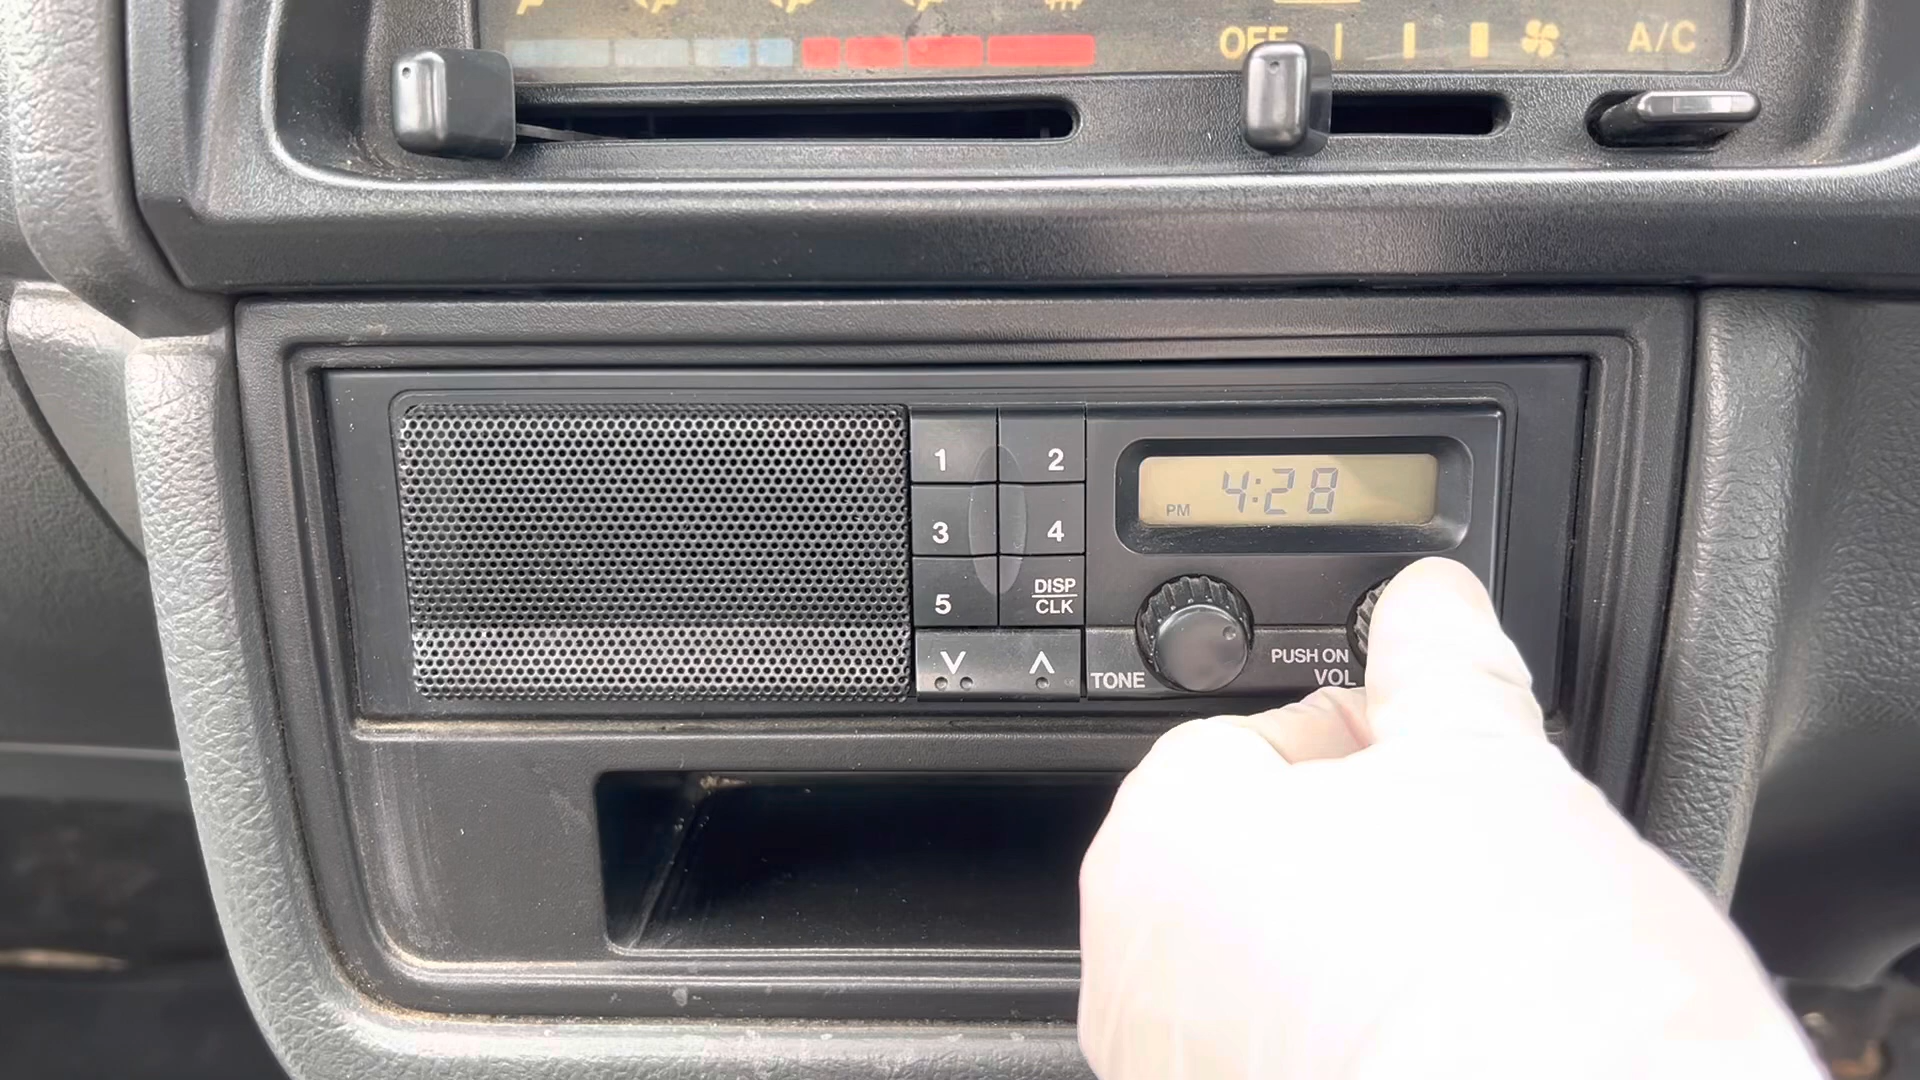 OFF A/C
1 2
3 4
5 DISP
CLK
PM 4:28
TONE
PUSH ON
VOL